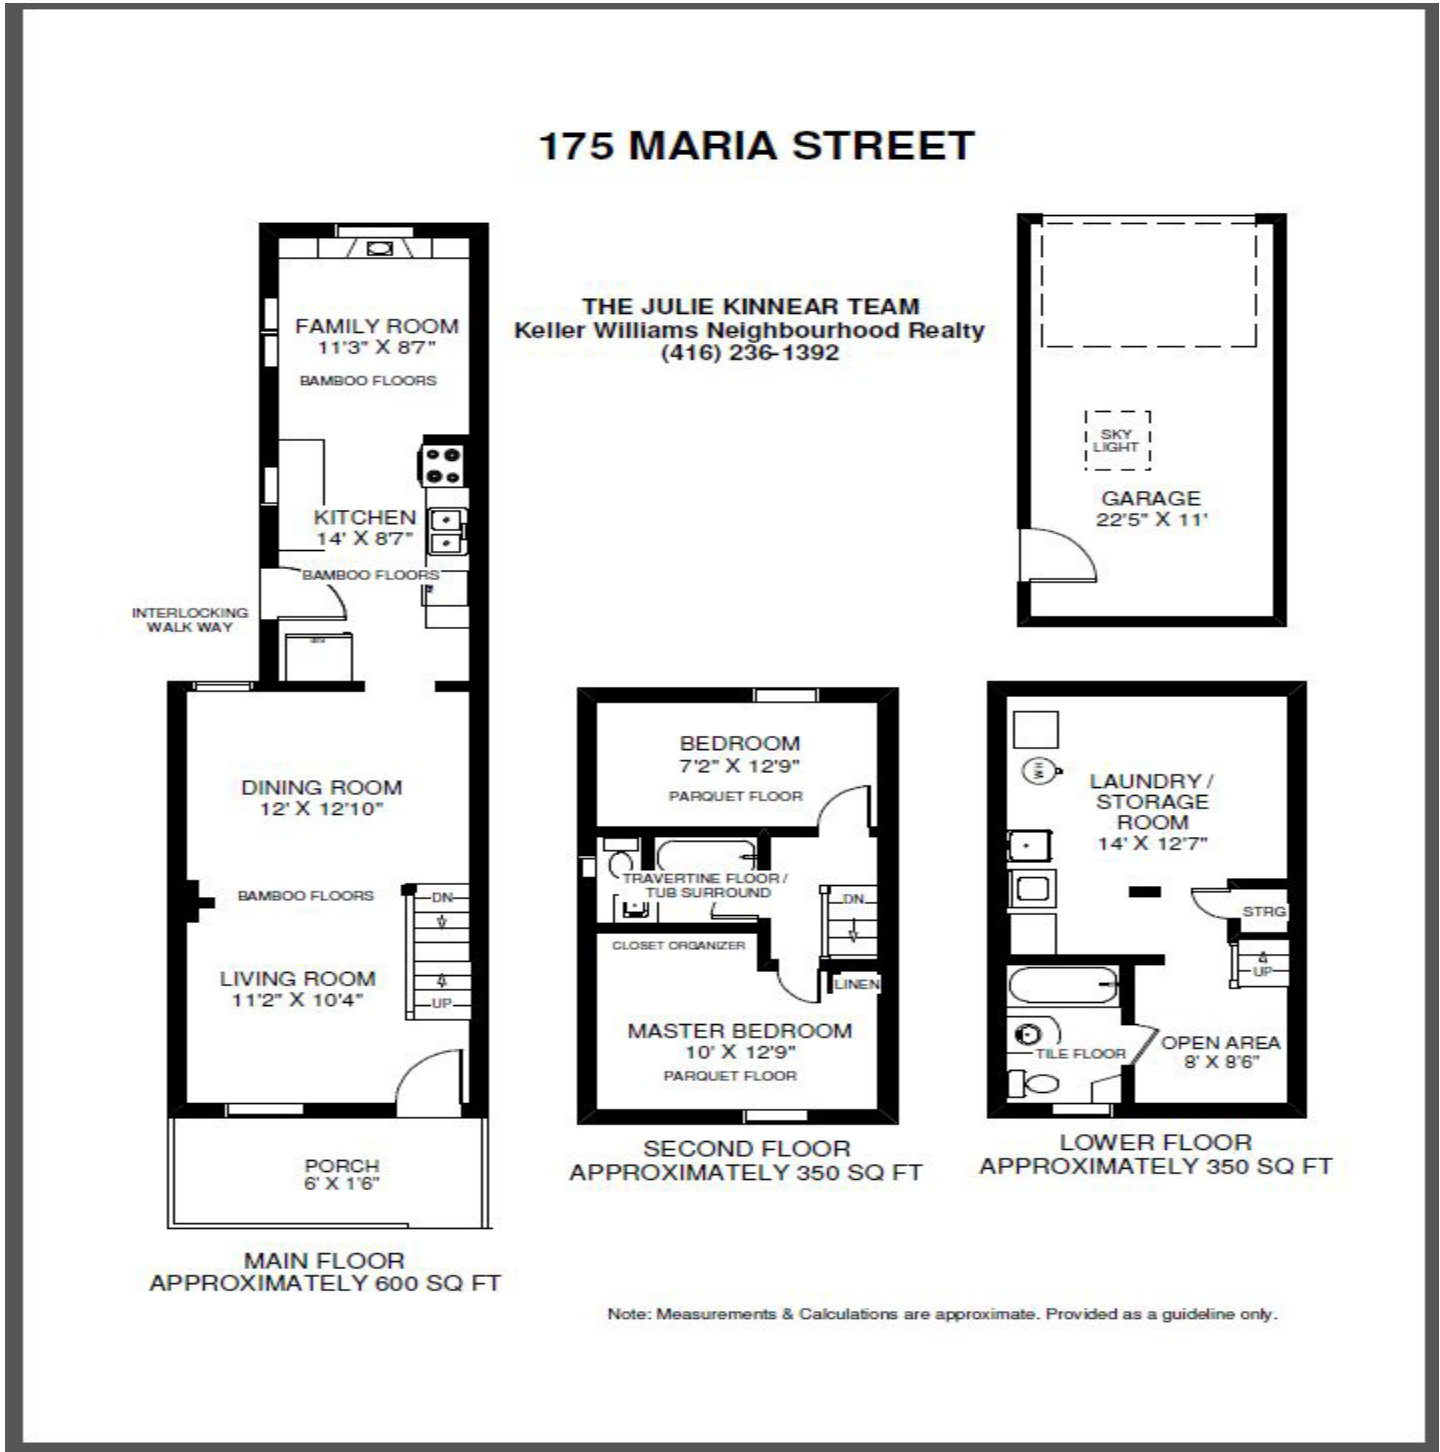 175 MARIA STREET
THE JULIE KINNEAR TEAM
Keller Williams Neighbourhood Realty
(416) 236-1392
FAMILY ROOM
11'3" X 8'7"
BAMBOO FLOORS
KITCHEN
14' X 8'7"
BAMBOO FLOORS
INTERLOCKING
WALK WAY
DINING ROOM
12' X 12'10"
BAMBOO FLOORS
DN
LIVING ROOM
11'2" X 10'4"
UP
PORCH
6' X 1'6"
MAIN FLOOR
APPROXIMATELY 600 SQ FT
SKY
LIGHT
GARAGE
22'5" X 11'
BEDROOM
7'2" X 12'9"
PARQUET FLOOR
TRAVERTINE FLOOR /
TUB SURROUND
DN
CLOSET ORGANIZER
LINEN
MASTER BEDROOM
10' X 12'9"
PARQUET FLOOR
SECOND FLOOR
APPROXIMATELY 350 SQ FT
WH
LAUNDRY /
STORAGE
ROOM
14' X 12'7"
STRG
UP
OPEN AREA
8' X 8'6"
TILE FLOOR
LOWER FLOOR
APPROXIMATELY 350 SQ FT
Note: Measurements & Calculations are approximate. Provided as a guideline only.